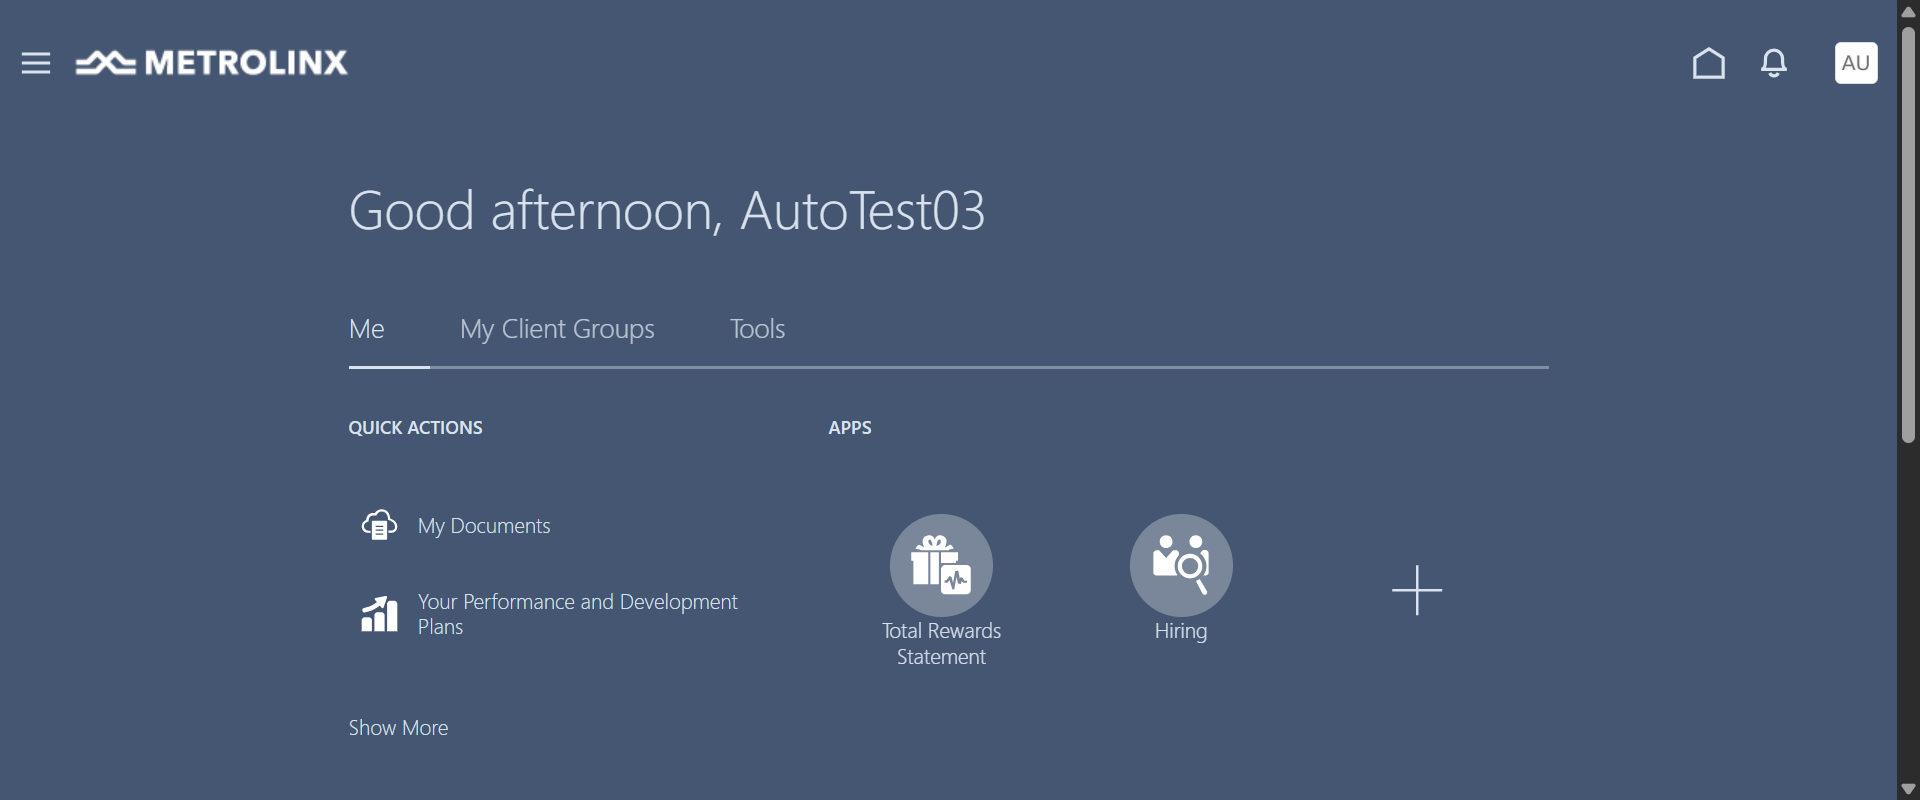 METROLINX
AU
Good afternoon, AutoTest03
Me
My Client Groups
Tools
QUICK ACTIONS
My Documents
Your Performance and Development
Plans
Show More
APPS
Total Rewards
Statement
Hiring